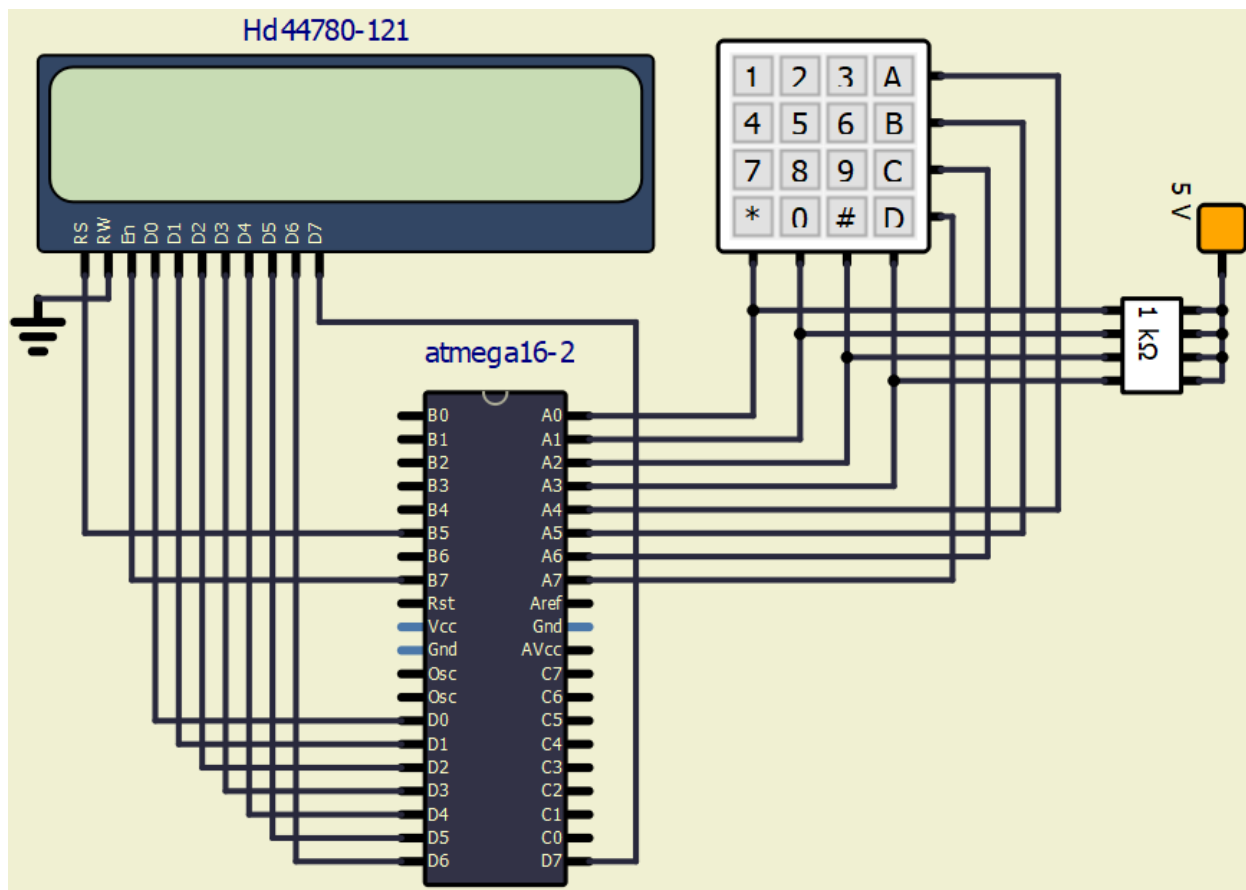 Hd44780-121
RS RW En D0 D1 D2 D3 D4 D5 D6 D7
1 2 3 A
4 5 6 B
7 8 9 C
* 0 # D
5 V
1 kΩ
atmega16-2
B0 A0
B1 A1
B2 A2
B3 A3
B4 A4
B5 A5
B6 A6
B7 A7
Rst Aref
Vcc Gnd
Gnd AVcc
Osc C7
Osc C6
D0 C5
D1 C4
D2 C3
D3 C2
D4 C1
D5 C0
D6 D7